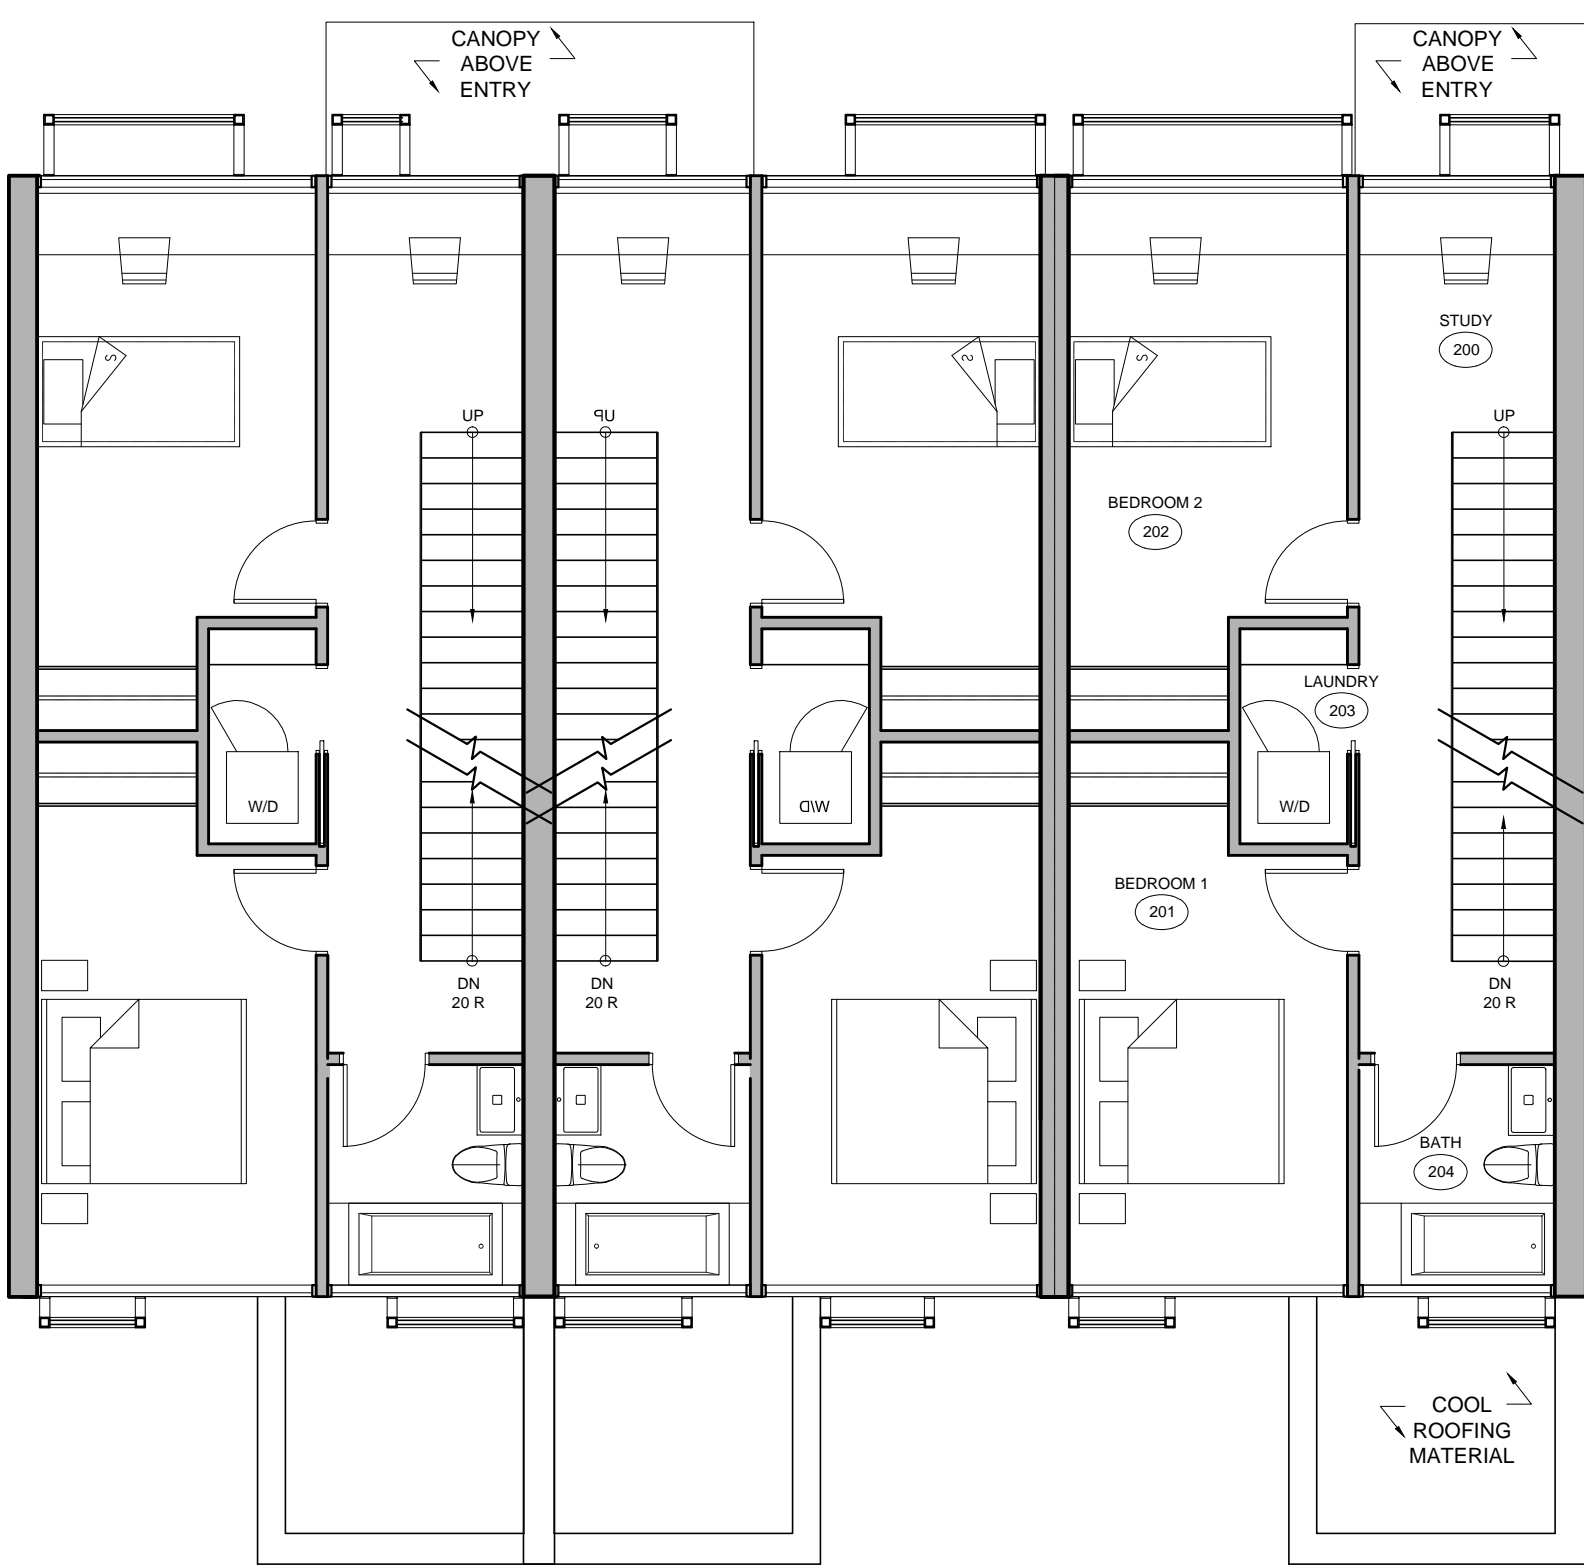 CANOPY
ABOVE
ENTRY
CANOPY
ABOVE
ENTRY
STUDY
200
S
S
S
UP
UP
UP
BEDROOM 2
202
LAUNDRY
203
W/D
W/D
W/D
BEDROOM 1
201
DN
20 R
DN
20 R
DN
20 R
BATH
204
COOL
ROOFING
MATERIAL